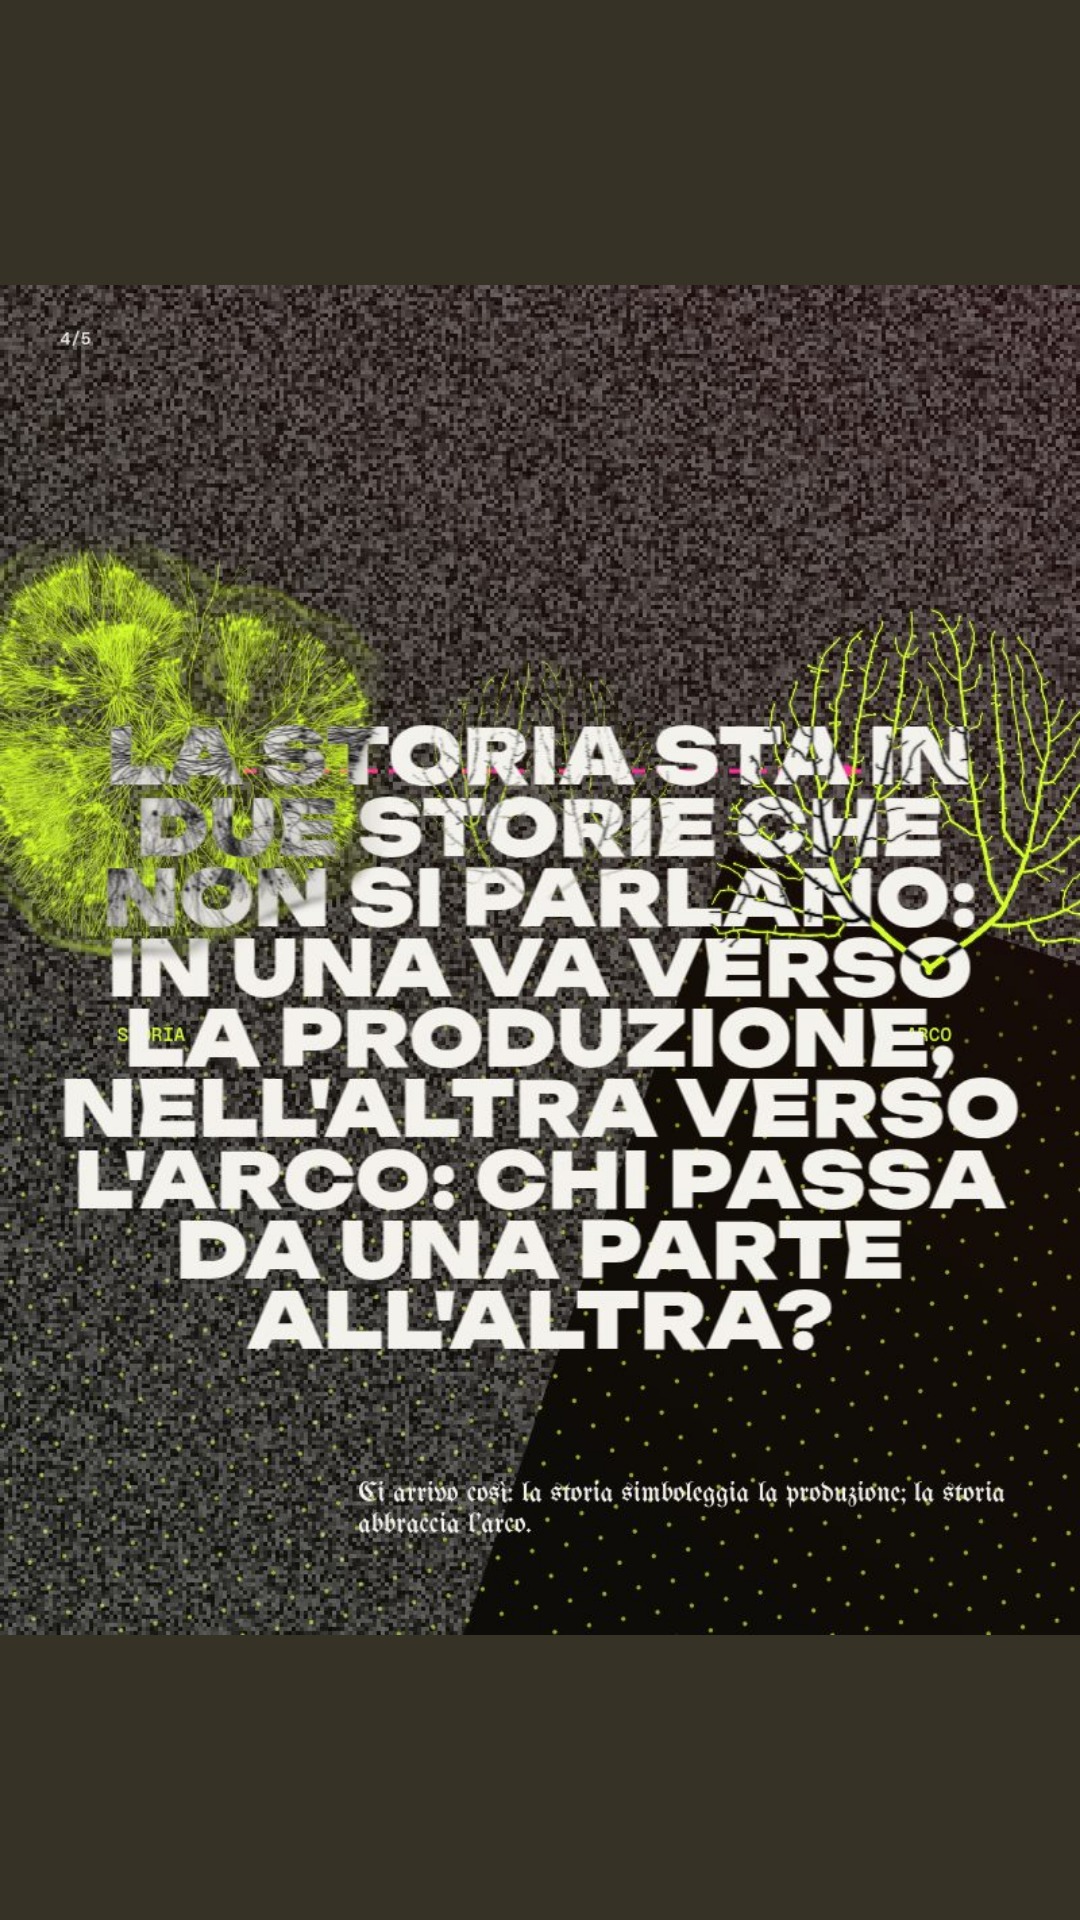 4/5
LA STORIA STA IN
DUE STORIE CHE
NON SI PARLANO:
IN UNA VA VERSO
STORIA
ARCO
LA PRODUZIONE,
NELL'ALTRA VERSO
L'ARCO: CHI PASSA
DA UNA PARTE
ALL'ALTRA?
Ci arrivo così: la storia simboleggia la produzione; la storia
abbraccia l'arco.